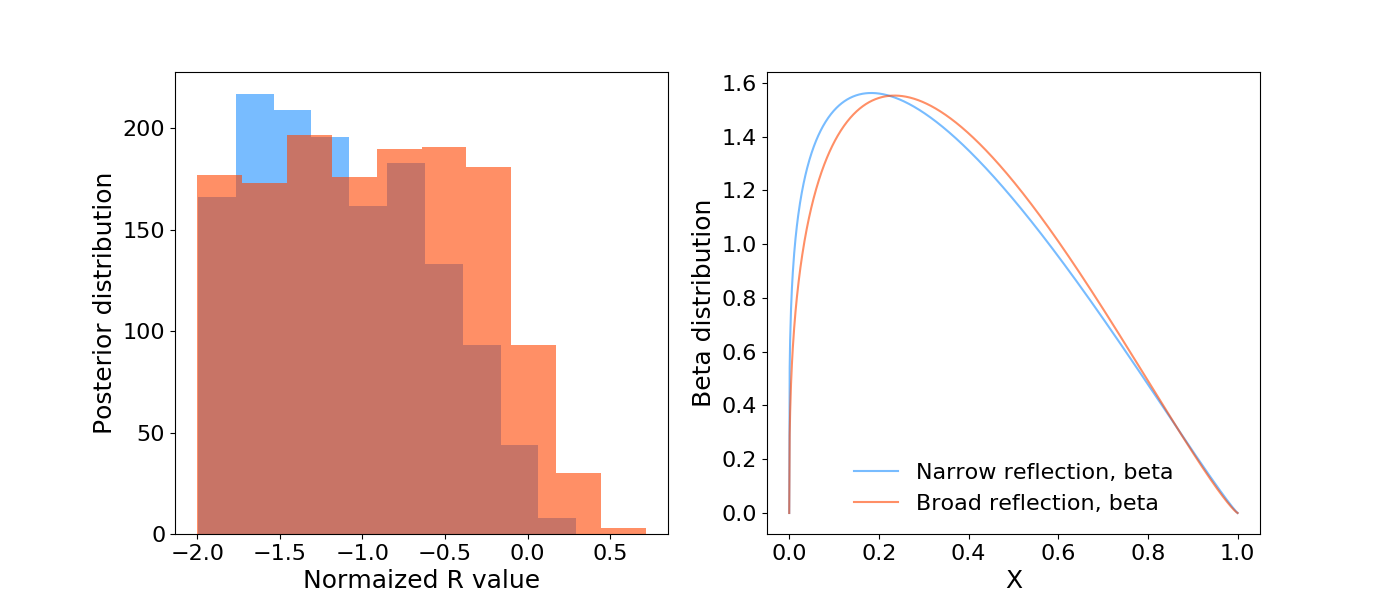 Posterior distribution
200
150
100
50
0
−2.0 −1.5 −1.0 −0.5 0.0 0.5
Normaized R value
Beta distribution
1.6
1.4
1.2
1.0
0.8
0.6
0.4
0.2
0.0
Narrow reflection, beta
Broad reflection, beta
0.0 0.2 0.4 0.6 0.8 1.0
X